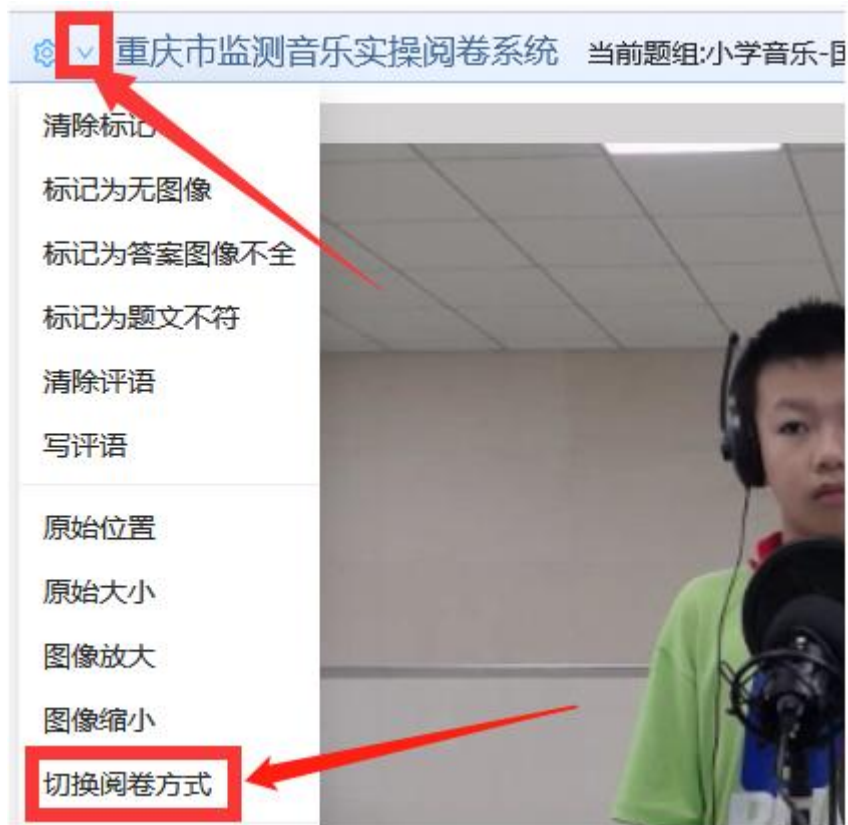 重庆市监测音乐实操阅卷系统 当前题组:小学音乐-
清除标记
标记为无图像
标记为答案图像不全
标记为题文不符
清除评语
写评语
原始位置
原始大小
图像放大
图像缩小
切换阅卷方式